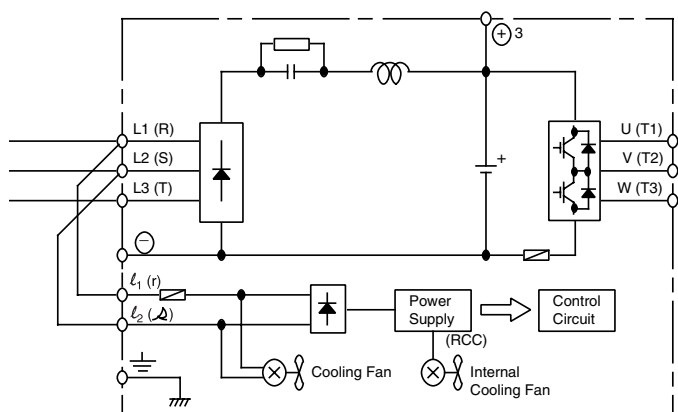 ⊕ 3
L1 (R)
L2 (S)
L3 (T)
U (T1)
V (T2)
W (T3)
+
⊖
ℓ1 (r)
ℓ2 (s)
Power
Supply
(RCC)
Control
Circuit
Cooling Fan
Internal
Cooling Fan